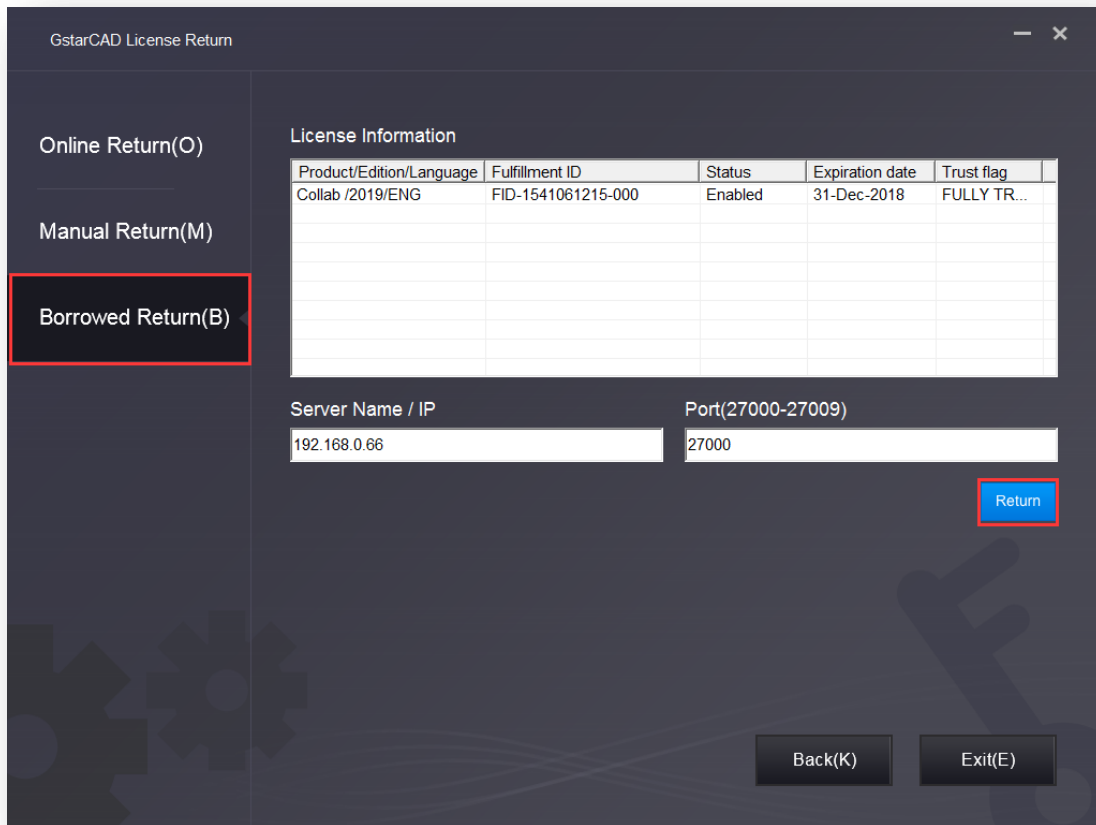 GstarCAD License Return
Online Return(O)
Manual Return(M)
Borrowed Return(B)
License Information
Product/Edition/Language Fulfillment ID Status Expiration date Trust flag
Collab /2019/ENG FID-1541061215-000 Enabled 31-Dec-2018 FULLY TR...
Server Name / IP Port(27000-27009)
192.168.0.66 27000
Return
Back(K) Exit(E)